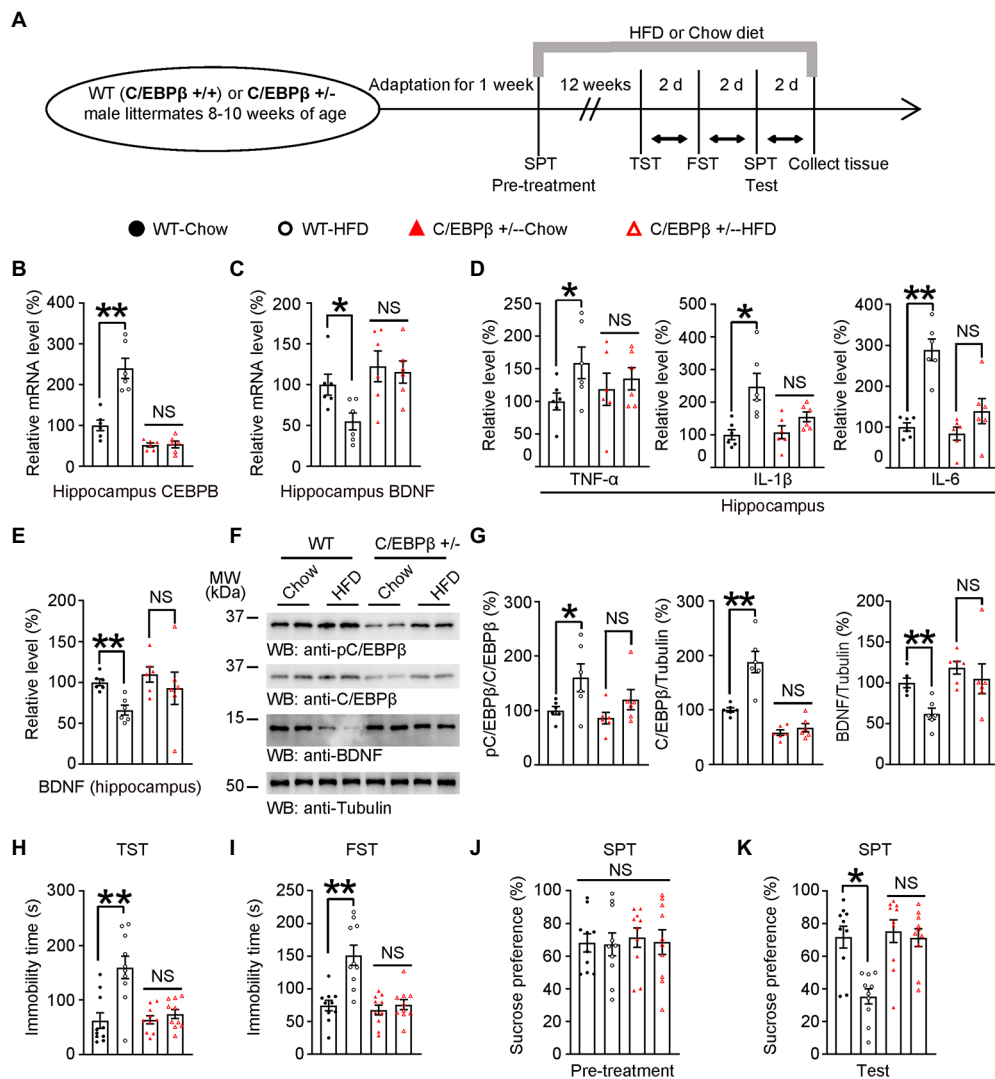 A
HFD or Chow diet
WT (C/EBPβ +/+) or C/EBPβ +/-
male littermates 8-10 weeks of age
Adaptation for 1 week
12 weeks
2 d
2 d
2 d
SPT
Pre-treatment
TST
FST
SPT
Test
Collect tissue
WT-Chow
WT-HFD
C/EBPβ +/--Chow
C/EBPβ +/--HFD
B
Relative mRNA level (%)
400
300
200
100
0
**
NS
Hippocampus CEBPB
C
Relative mRNA level (%)
200
150
100
50
0
*
NS
Hippocampus BDNF
D
Relative level (%)
250
200
150
100
50
0
*
NS
TNF-α
Relative level (%)
500
400
300
200
100
0
*
NS
IL-1β
Relative level (%)
500
400
300
200
100
0
**
NS
IL-6
Hippocampus
E
Relative level (%)
200
150
100
50
0
**
NS
BDNF (hippocampus)
F
WT
C/EBPβ +/-
Chow
HFD
Chow
HFD
MW
(kDa)
37
WB: anti-pC/EBPβ
37
WB: anti-C/EBPβ
15
WB: anti-BDNF
50
WB: anti-Tubulin
G
pC/EBPβ/C/EBPβ (%)
300
200
100
0
*
NS
C/EBPβ/Tubulin (%)
300
200
100
0
**
NS
BDNF/Tubulin (%)
200
150
100
50
0
**
NS
H
TST
Immobility time (s)
300
200
100
0
**
NS
I
FST
Immobility time (s)
250
200
150
100
50
0
**
NS
J
SPT
Sucrose preference (%)
100
80
60
40
20
0
NS
Pre-treatment
K
SPT
Sucrose preference (%)
100
80
60
40
20
0
*
NS
Test